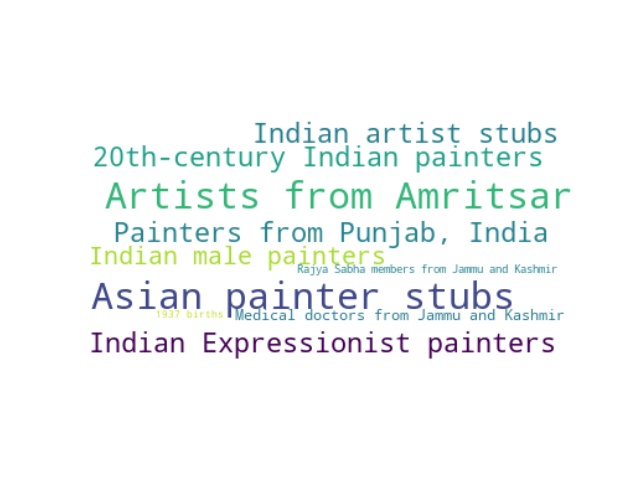 Indian artist stubs
20th-century Indian painters
Artists from Amritsar
Painters from Punjab, India
Indian male painters
Rajya Sabha members from Jammu and Kashmir
Asian painter stubs
1937 births
Medical doctors from Jammu and Kashmir
Indian Expressionist painters